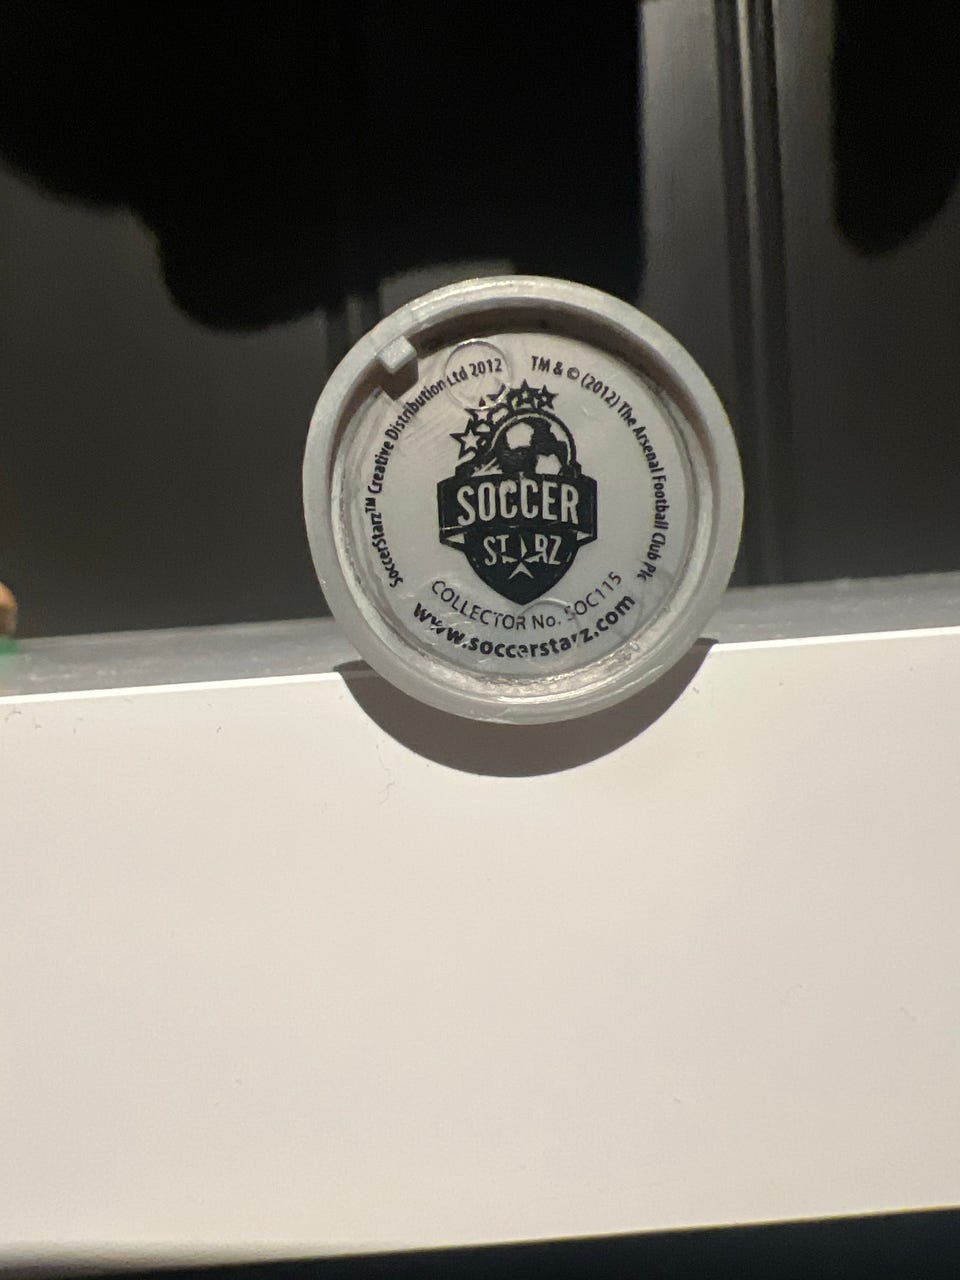 SoccerStarz™ Creative Distribution Ltd 2012
TM & © (2012) The Arsenal Football Club Plc
SOCCER
STARZ
COLLECTOR No. SOC115
www.soccerstarz.com